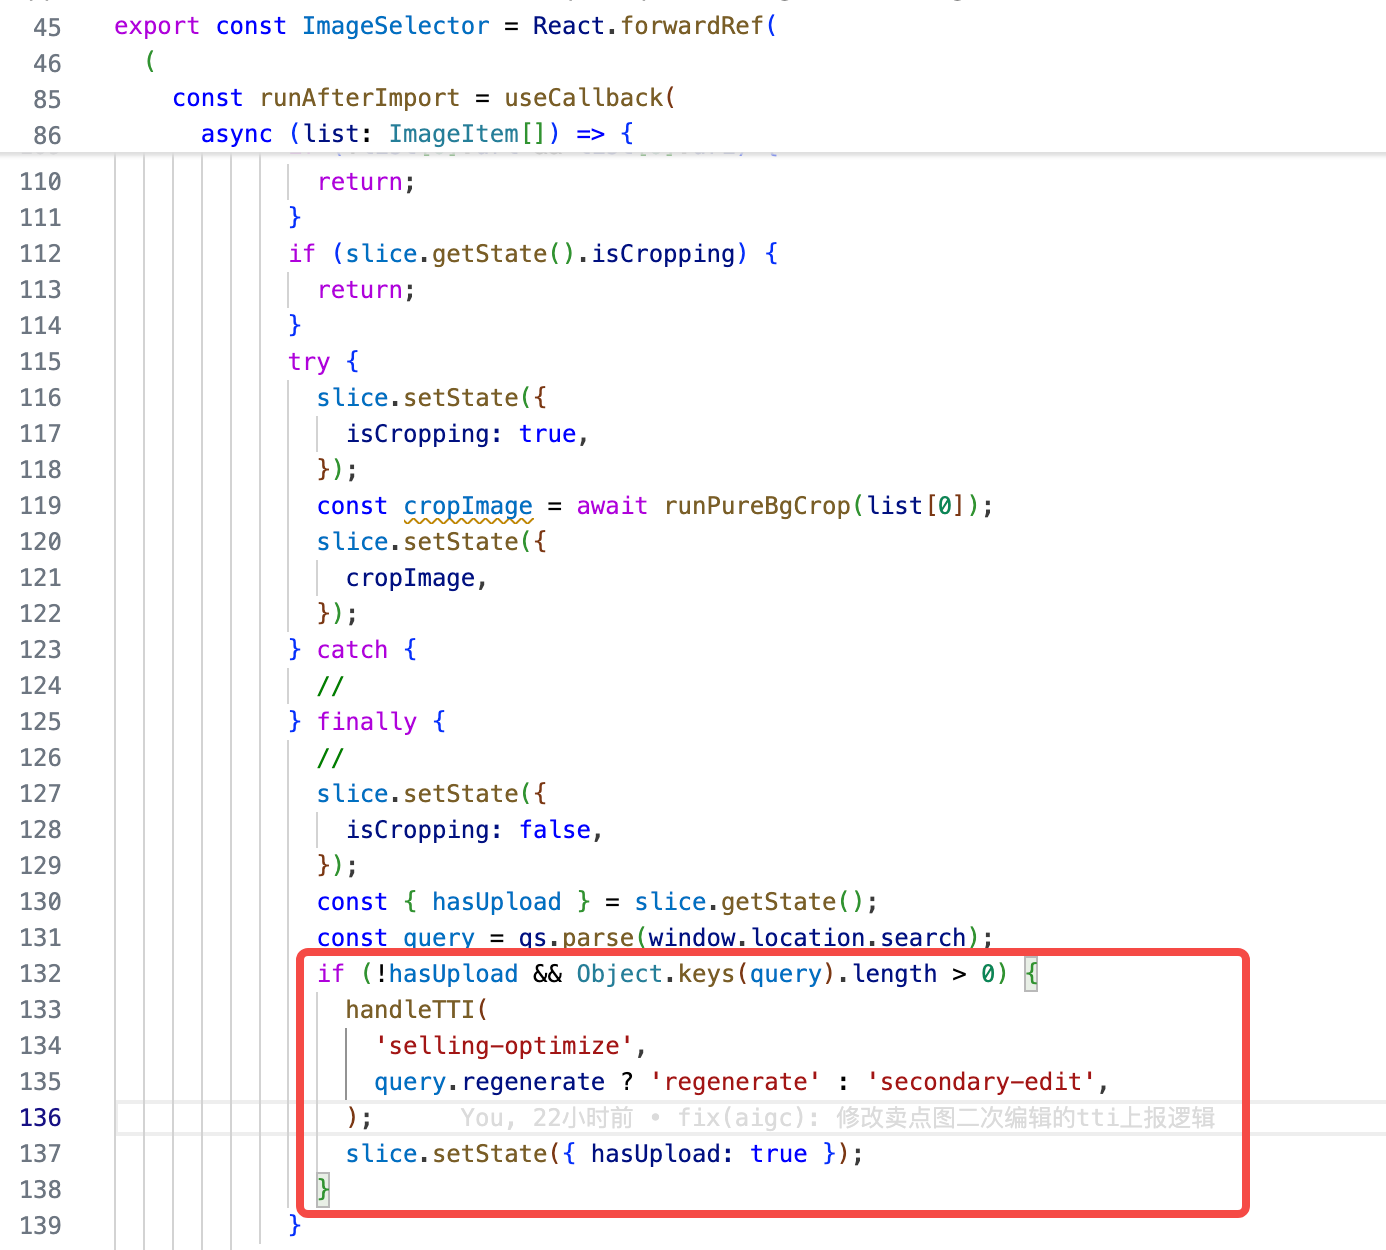 45 export const ImageSelector = React.forwardRef(
46 (
85 const runAfterImport = useCallback(
86 async (list: ImageItem[]) => {
110 return;
111 }
112 if (slice.getState().isCropping) {
113 return;
114 }
115 try {
116 slice.setState({
117 isCropping: true,
118 });
119 const cropImage = await runPureBgCrop(list[0]);
120 slice.setState({
121 cropImage,
122 });
123 } catch {
124 //
125 } finally {
126 //
127 slice.setState({
128 isCropping: false,
129 });
130 const { hasUpload } = slice.getState();
131 const query = qs.parse(window.location.search);
132 if (!hasUpload && Object.keys(query).length > 0) {
133 handleTTI(
134 'selling-optimize',
135 query.regenerate ? 'regenerate' : 'secondary-edit',
136 ); You, 22小时前 • fix(aigc): 修改卖点图二次编辑的tti上报逻辑
137 slice.setState({ hasUpload: true });
138 }
139 }